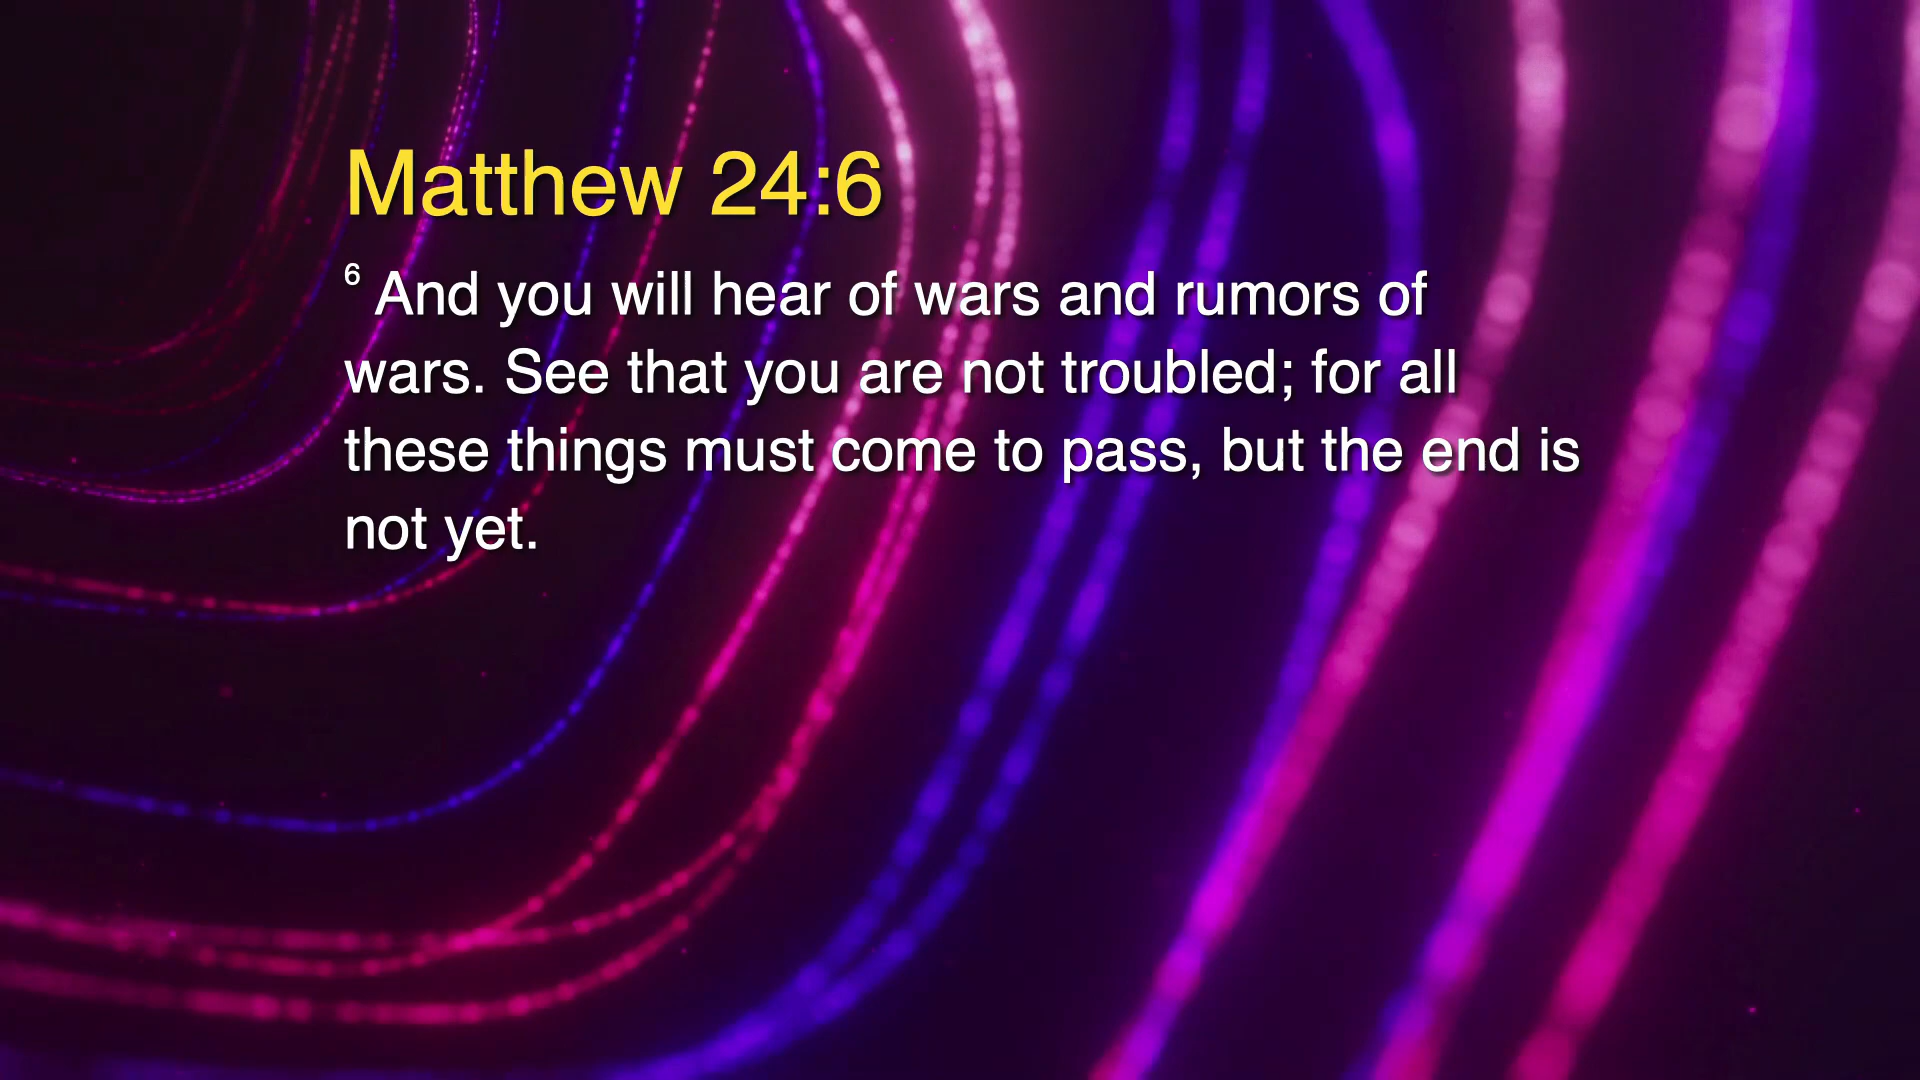 Matthew 24:6
6 And you will hear of wars and rumors of
wars. See that you are not troubled; for all
these things must come to pass, but the end is
not yet.